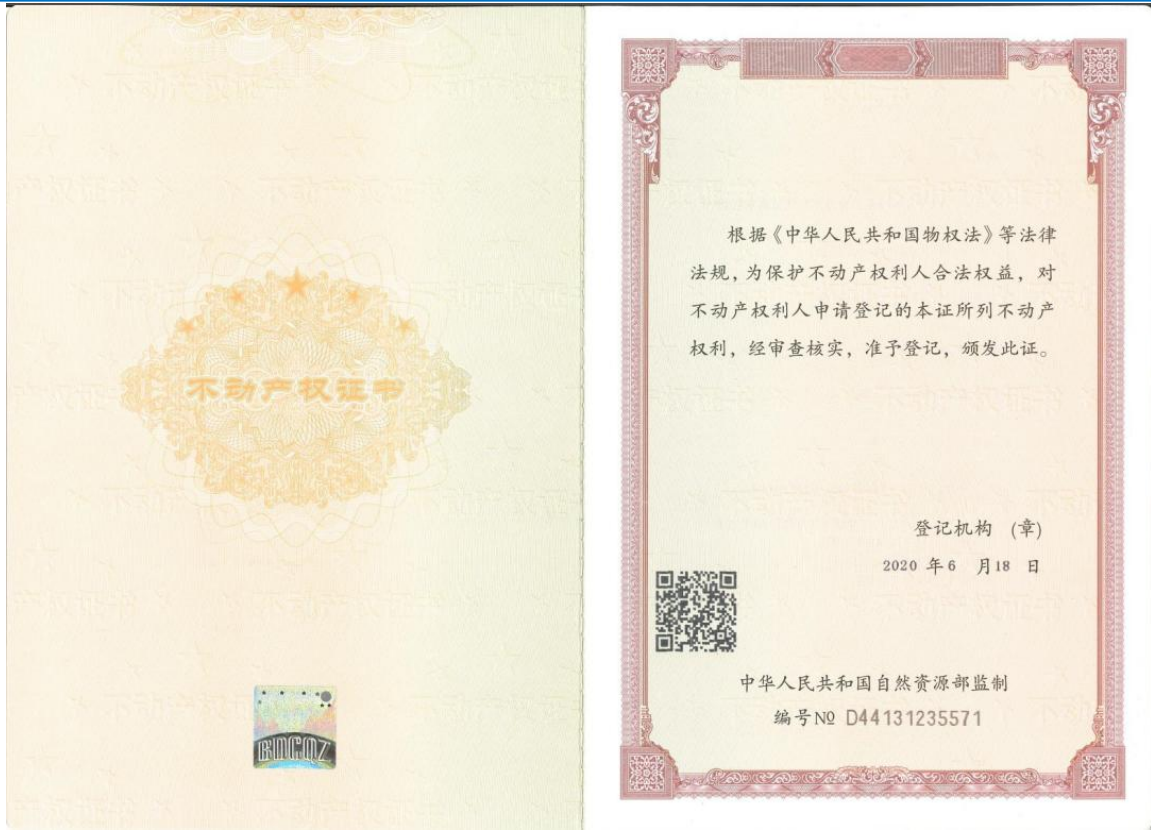 不动产权证书
BDCQZ
根据《中华人民共和国物权法》等法律
法规，为保护不动产权利人合法权益，对
不动产权利人申请登记的本证所列不动产
权利，经审查核实，准予登记，颁发此证。
登记机构 (章)
2020 年 6 月 18 日
中华人民共和国自然资源部监制
编号№ D44131235571